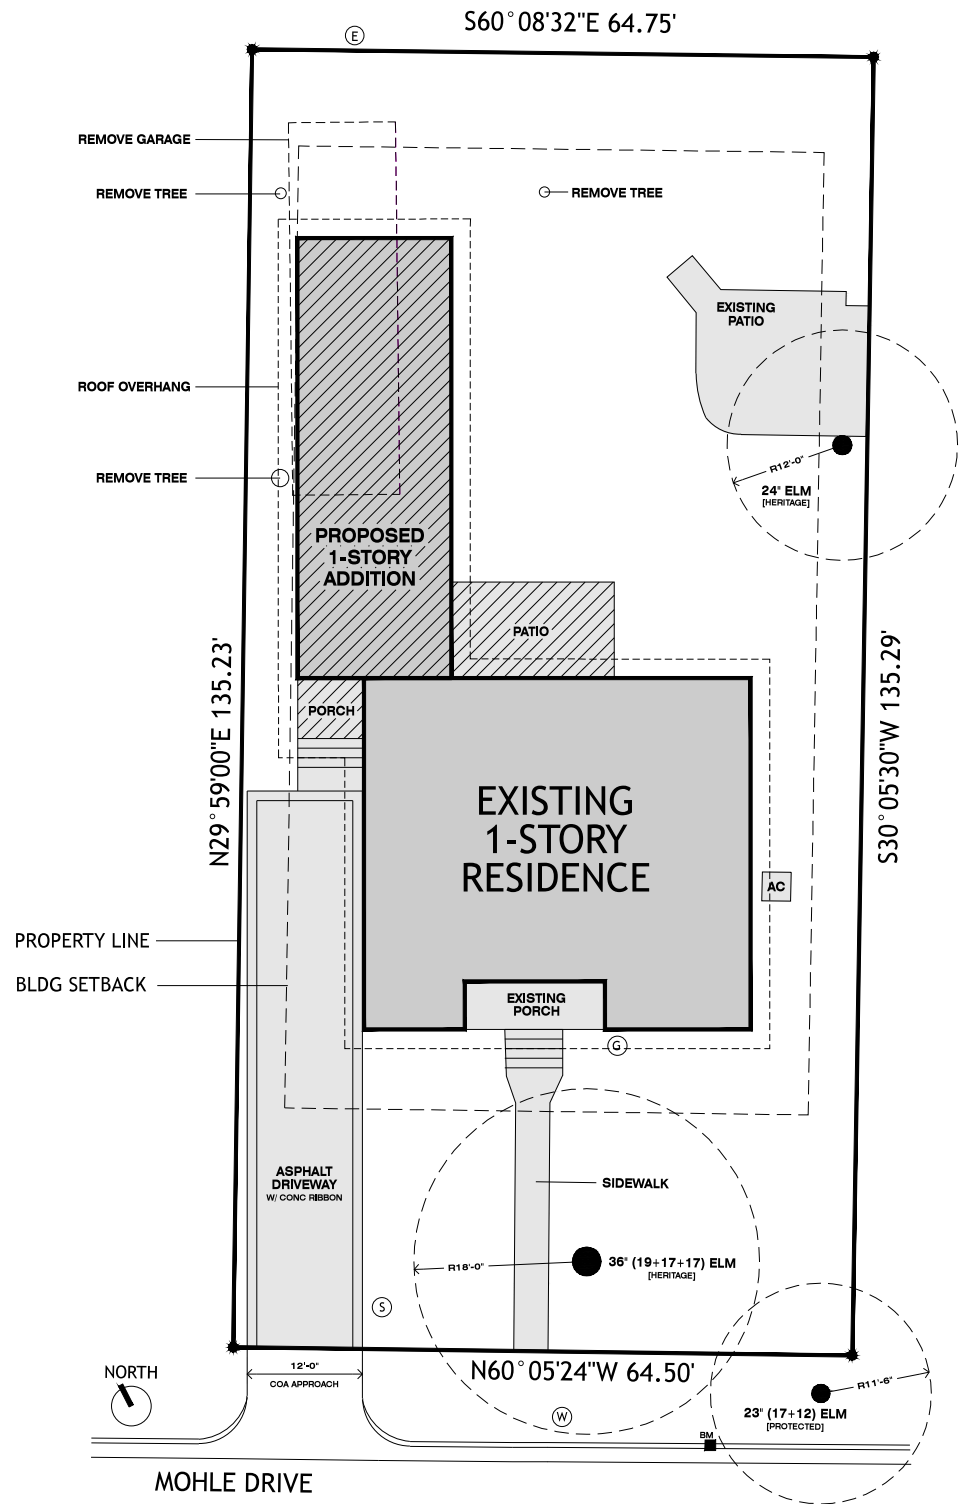 S60°08'32"E 64.75'
E
REMOVE GARAGE
REMOVE TREE
REMOVE TREE
EXISTING
PATIO
ROOF OVERHANG
R12'-0"
REMOVE TREE
24" ELM
[HERITAGE]
PROPOSED
1-STORY
ADDITION
PATIO
N29°59'00"E 135.23'
S30°05'30"W 135.29'
PORCH
EXISTING
1-STORY
RESIDENCE
AC
PROPERTY LINE
BLDG SETBACK
EXISTING
PORCH
G
ASPHALT
DRIVEWAY
W/ CONC RIBBON
SIDEWALK
R18'-0"
36" (19+17+17) ELM
[HERITAGE]
S
N60°05'24"W 64.50'
NORTH
12'-0"
COA APPROACH
R11'-6"
23" (17+12) ELM
[PROTECTED]
W
BM
MOHLE DRIVE